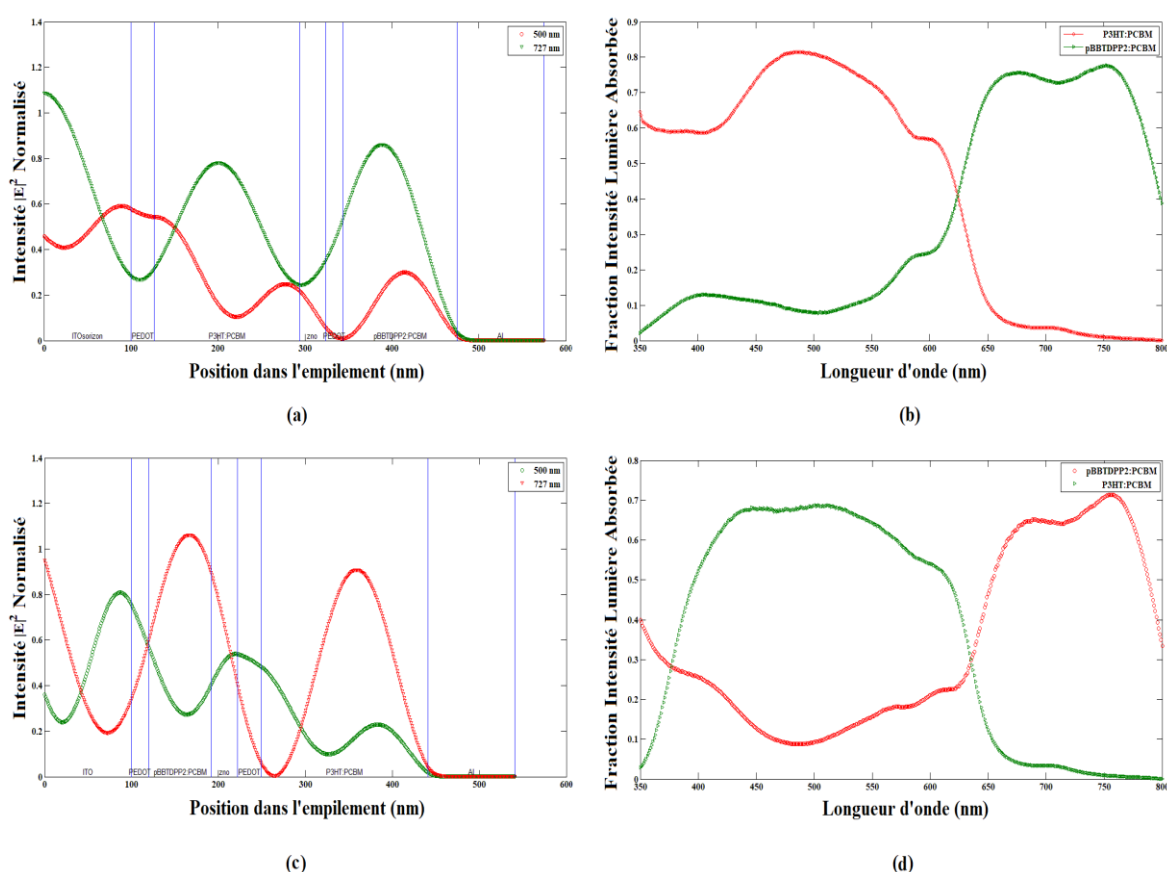 1.4
1.2
1
0.8
0.6
0.4
0.2
0
500 nm
727 nm
Intensité |E|² Normalisé
ITOsorizon
PEDOT
P3HT:PCBM
jzno
PEDOT
pBBTDPP2:PCBM
Al
0
100
200
300
400
500
600
Position dans l'empilement (nm)
(a)
0.9
0.8
0.7
0.6
0.5
0.4
0.3
0.2
0.1
0
P3HT:PCBM
pBBTDPP2:PCBM
Fraction Intensité Lumière Absorbée
350
400
450
500
550
600
650
700
750
800
Longueur d'onde (nm)
(b)
1.4
1.2
1
0.8
0.6
0.4
0.2
0
500 nm
727 nm
Intensité |E|² Normalisé
ITO
PEDOT
pBBTDPP2:PCBM
jzno
PEDOT
P3HT:PCBM
Al
0
100
200
300
400
500
600
Position dans l'empilement (nm)
(c)
0.8
0.7
0.6
0.5
0.4
0.3
0.2
0.1
0
pBBTDPP2:PCBM
P3HT:PCBM
Fraction Intensité Lumière Absorbée
350
400
450
500
550
600
650
700
750
800
Longueur d'onde (nm)
(d)